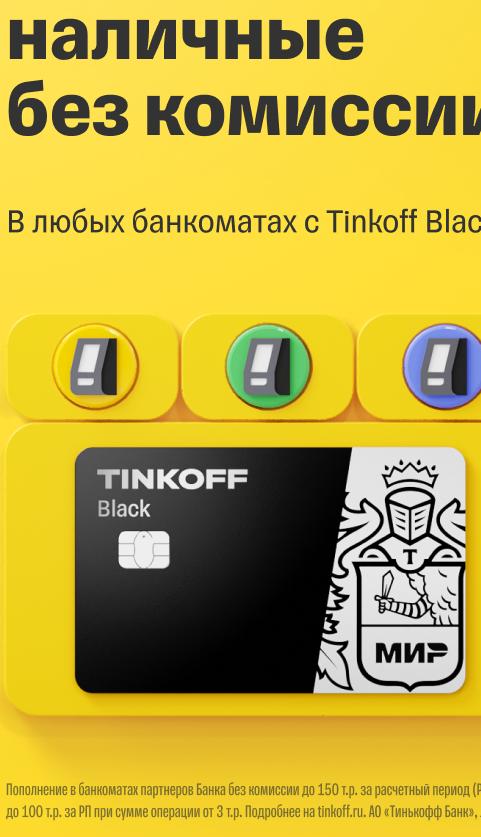 наличные
без комиссии
В любых банкоматах с Tinkoff Blac
TINKOFF
Black
T
МИР
Пополнение в банкоматах партнеров Банка без комиссии до 150 т.р. за расчетный период (Р
до 100 т.р. за РП при сумме операции от 3 т.р. Подробнее на tinkoff.ru. АО «Тинькофф Банк»,